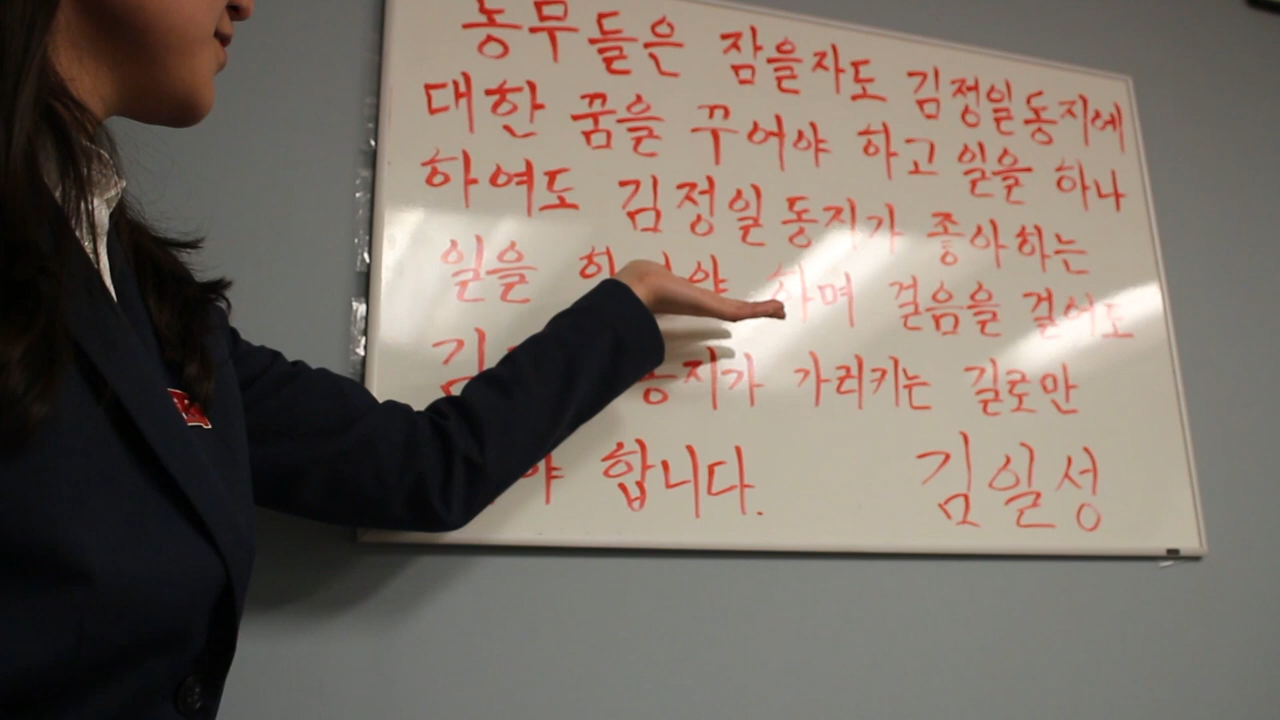 동무들은 잠을자도 김정일동지에
대한 꿈을 꾸어야 하고 일을 하나
하여도 김정일동지가 좋아하는
일을 하며 걸음을 걸어도
동지가 가리키는 길로만
합니다. 김일성